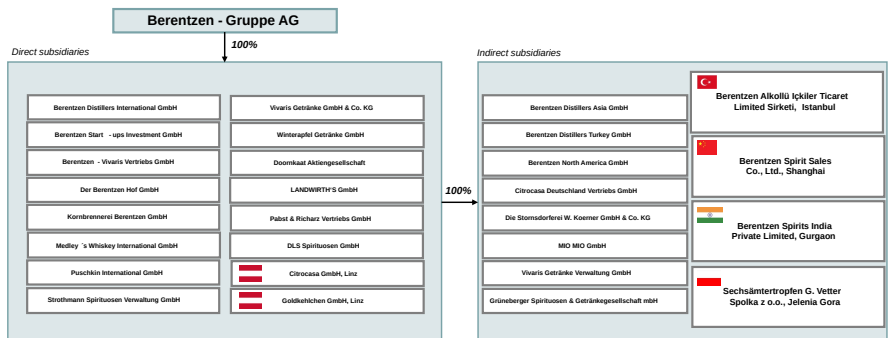 Berentzen - Gruppe AG
100%
Direct subsidiaries
Berentzen Distillers International GmbH
Berentzen Start - ups Investment GmbH
Berentzen - Vivaris Vertriebs GmbH
Der Berentzen Hof GmbH
Kornbrennerei Berentzen GmbH
Medley ´s Whiskey International GmbH
Puschkin International GmbH
Strothmann Spirituosen Verwaltung GmbH
Vivaris Getränke GmbH & Co. KG
Winterapfel Getränke GmbH
Doornkaat Aktiengesellschaft
LANDWIRTH'S GmbH
Pabst & Richarz Vertriebs GmbH
DLS Spirituosen GmbH
Citrocasa GmbH, Linz
Goldkehlchen GmbH, Linz
100%
Indirect subsidiaries
Berentzen Distillers Asia GmbH
Berentzen Distillers Turkey GmbH
Berentzen North America GmbH
Citrocasa Deutschland Vertriebs GmbH
Die Stornsdorferei W. Koerner GmbH & Co. KG
MIO MIO GmbH
Vivaris Getränke Verwaltung GmbH
Grüneberger Spirituosen & Getränkegesellschaft mbH
Berentzen Alkollü Içkiler Ticaret
Limited Sirketi, Istanbul
Berentzen Spirit Sales
Co., Ltd., Shanghai
Berentzen Spirits India
Private Limited, Gurgaon
Sechsämtertropfen G. Vetter
Spolka z o.o., Jelenia Gora